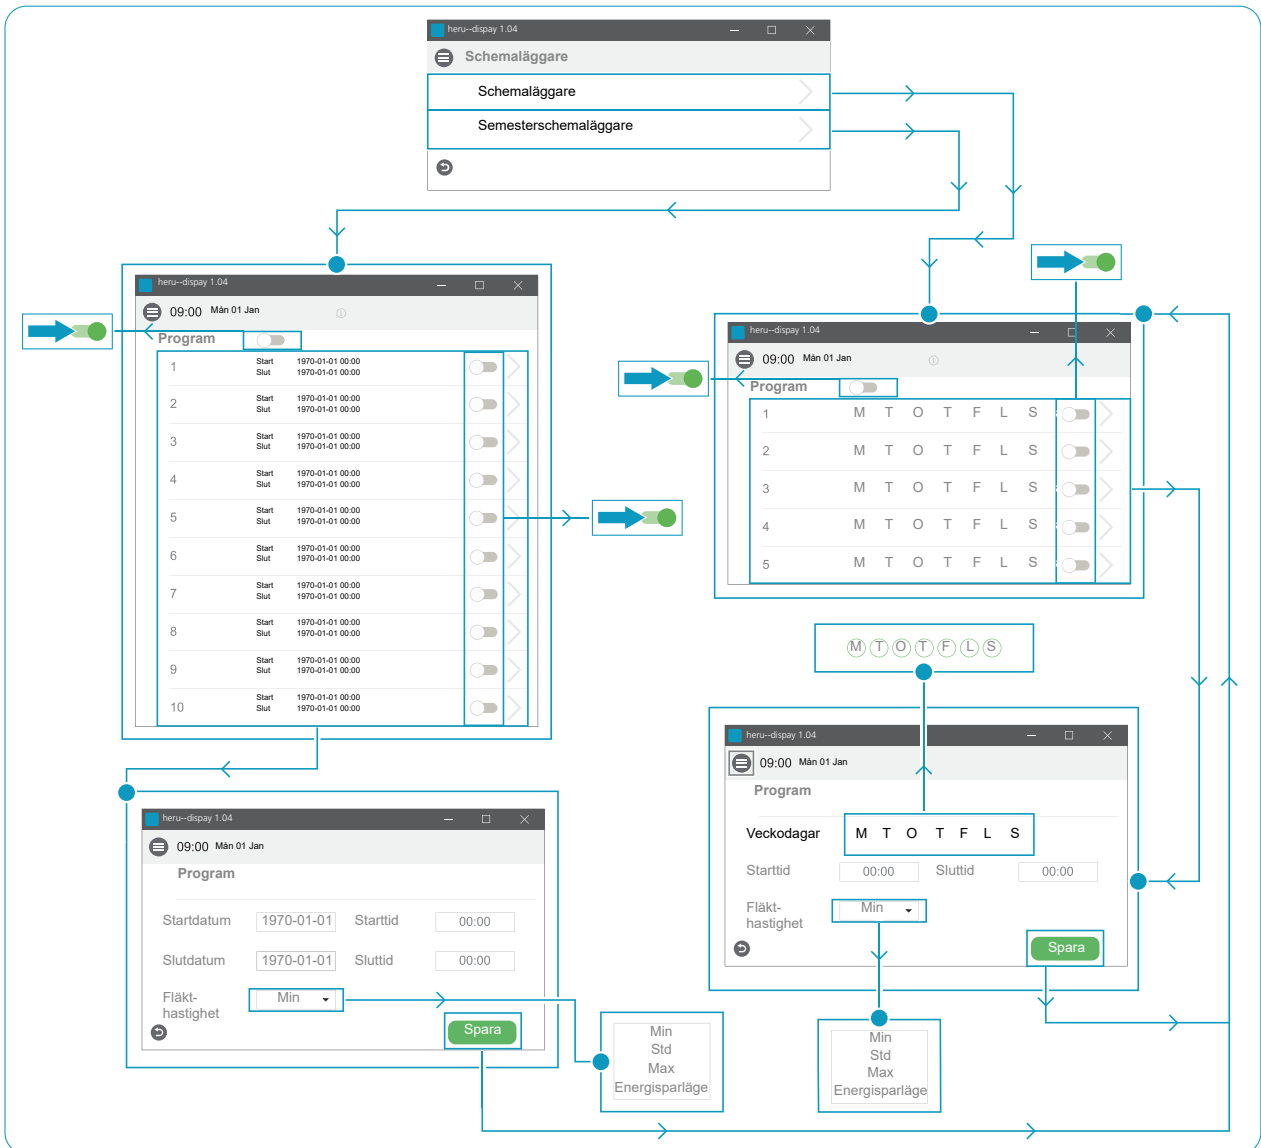 heru--dispay 1.04
Schemaläggare
Schemaläggare
Semesterschemaläggare
heru--dispay 1.04
09:00 Mån 01 Jan
Program
1 Start 1970-01-01 00:00
Slut 1970-01-01 00:00
2 Start 1970-01-01 00:00
Slut 1970-01-01 00:00
3 Start 1970-01-01 00:00
Slut 1970-01-01 00:00
4 Start 1970-01-01 00:00
Slut 1970-01-01 00:00
5 Start 1970-01-01 00:00
Slut 1970-01-01 00:00
6 Start 1970-01-01 00:00
Slut 1970-01-01 00:00
7 Start 1970-01-01 00:00
Slut 1970-01-01 00:00
8 Start 1970-01-01 00:00
Slut 1970-01-01 00:00
9 Start 1970-01-01 00:00
Slut 1970-01-01 00:00
10 Start 1970-01-01 00:00
Slut 1970-01-01 00:00
heru--dispay 1.04
09:00 Mån 01 Jan
Program
1 M T O T F L S
2 M T O T F L S
3 M T O T F L S
4 M T O T F L S
5 M T O T F L S
M T O T F L S
heru--dispay 1.04
09:00 Mån 01 Jan
Program
Veckodagar M T O T F L S
Starttid 00:00 Sluttid 00:00
Fläkt-
hastighet Min
Spara
Min
Std
Max
Energisparläge
heru--dispay 1.04
09:00 Mån 01 Jan
Program
Startdatum 1970-01-01 Starttid 00:00
Slutdatum 1970-01-01 Sluttid 00:00
Fläkt-
hastighet Min
Spara
Min
Std
Max
Energisparläge